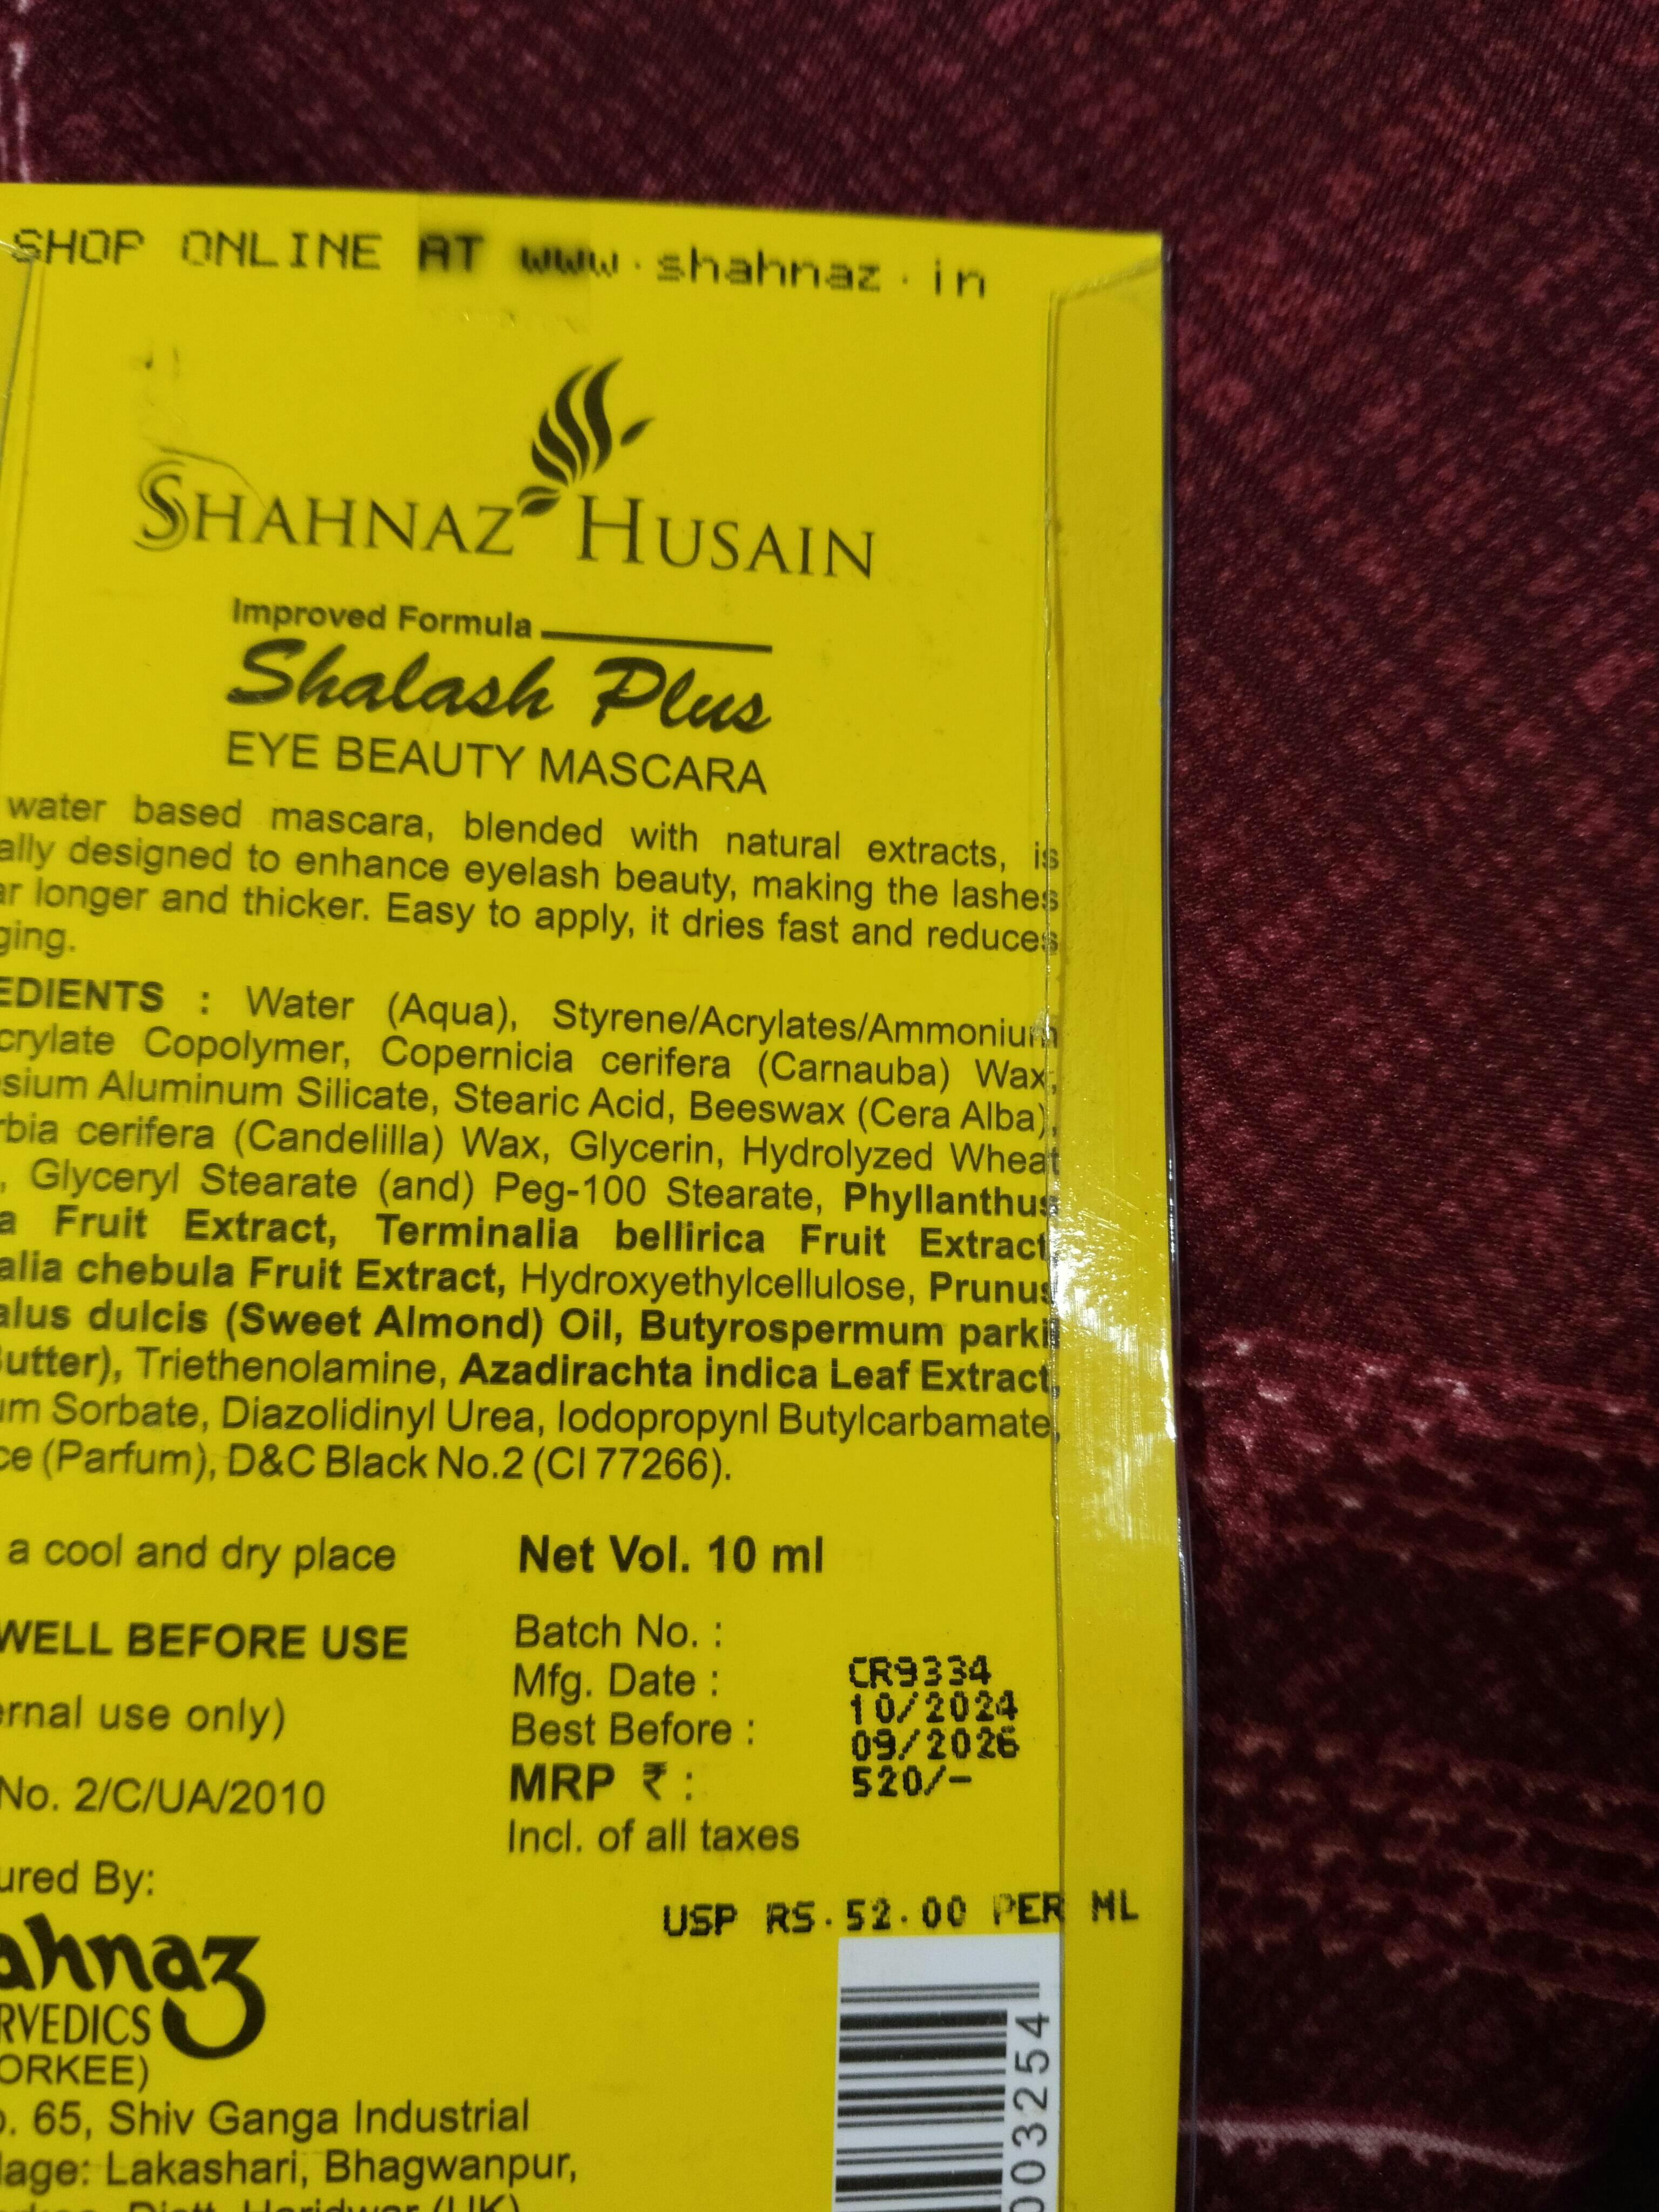 SHOP ONLINE AT www.shahnaz.in
SHAHNAZ HUSAIN
Improved Formula
Shalash Plus
EYE BEAUTY MASCARA
water based mascara, blended with natural extracts, is
ally designed to enhance eyelash beauty, making the lashes
ar longer and thicker. Easy to apply, it dries fast and reduces
ging.
EDIENTS : Water (Aqua), Styrene/Acrylates/Ammonium
crylate Copolymer, Copernicia cerifera (Carnauba) Wax,
sium Aluminum Silicate, Stearic Acid, Beeswax (Cera Alba),
rbia cerifera (Candelilla) Wax, Glycerin, Hydrolyzed Wheat
, Glyceryl Stearate (and) Peg-100 Stearate, Phyllanthus
a Fruit Extract, Terminalia bellirica Fruit Extract,
alia chebula Fruit Extract, Hydroxyethylcellulose, Prunus
alus dulcis (Sweet Almond) Oil, Butyrospermum parkii
Butter), Triethenolamine, Azadirachta indica Leaf Extract,
um Sorbate, Diazolidinyl Urea, Iodopropynl Butylcarbamate,
ce (Parfum), D&C Black No.2 (CI 77266).
a cool and dry place
Net Vol. 10 ml
WELL BEFORE USE
ernal use only)
No. 2/C/UA/2010
Batch No. : CR9334
Mfg. Date : 10/2024
Best Before : 09/2026
MRP ₹ : 520/-
Incl. of all taxes
USP RS.52.00 PER ML
ured By:
ahnaz
RVEDICS
ORKEE)
o. 65, Shiv Ganga Industrial
lage: Lakashari, Bhagwanpur,
Distt. Haridwar (UK)
003254